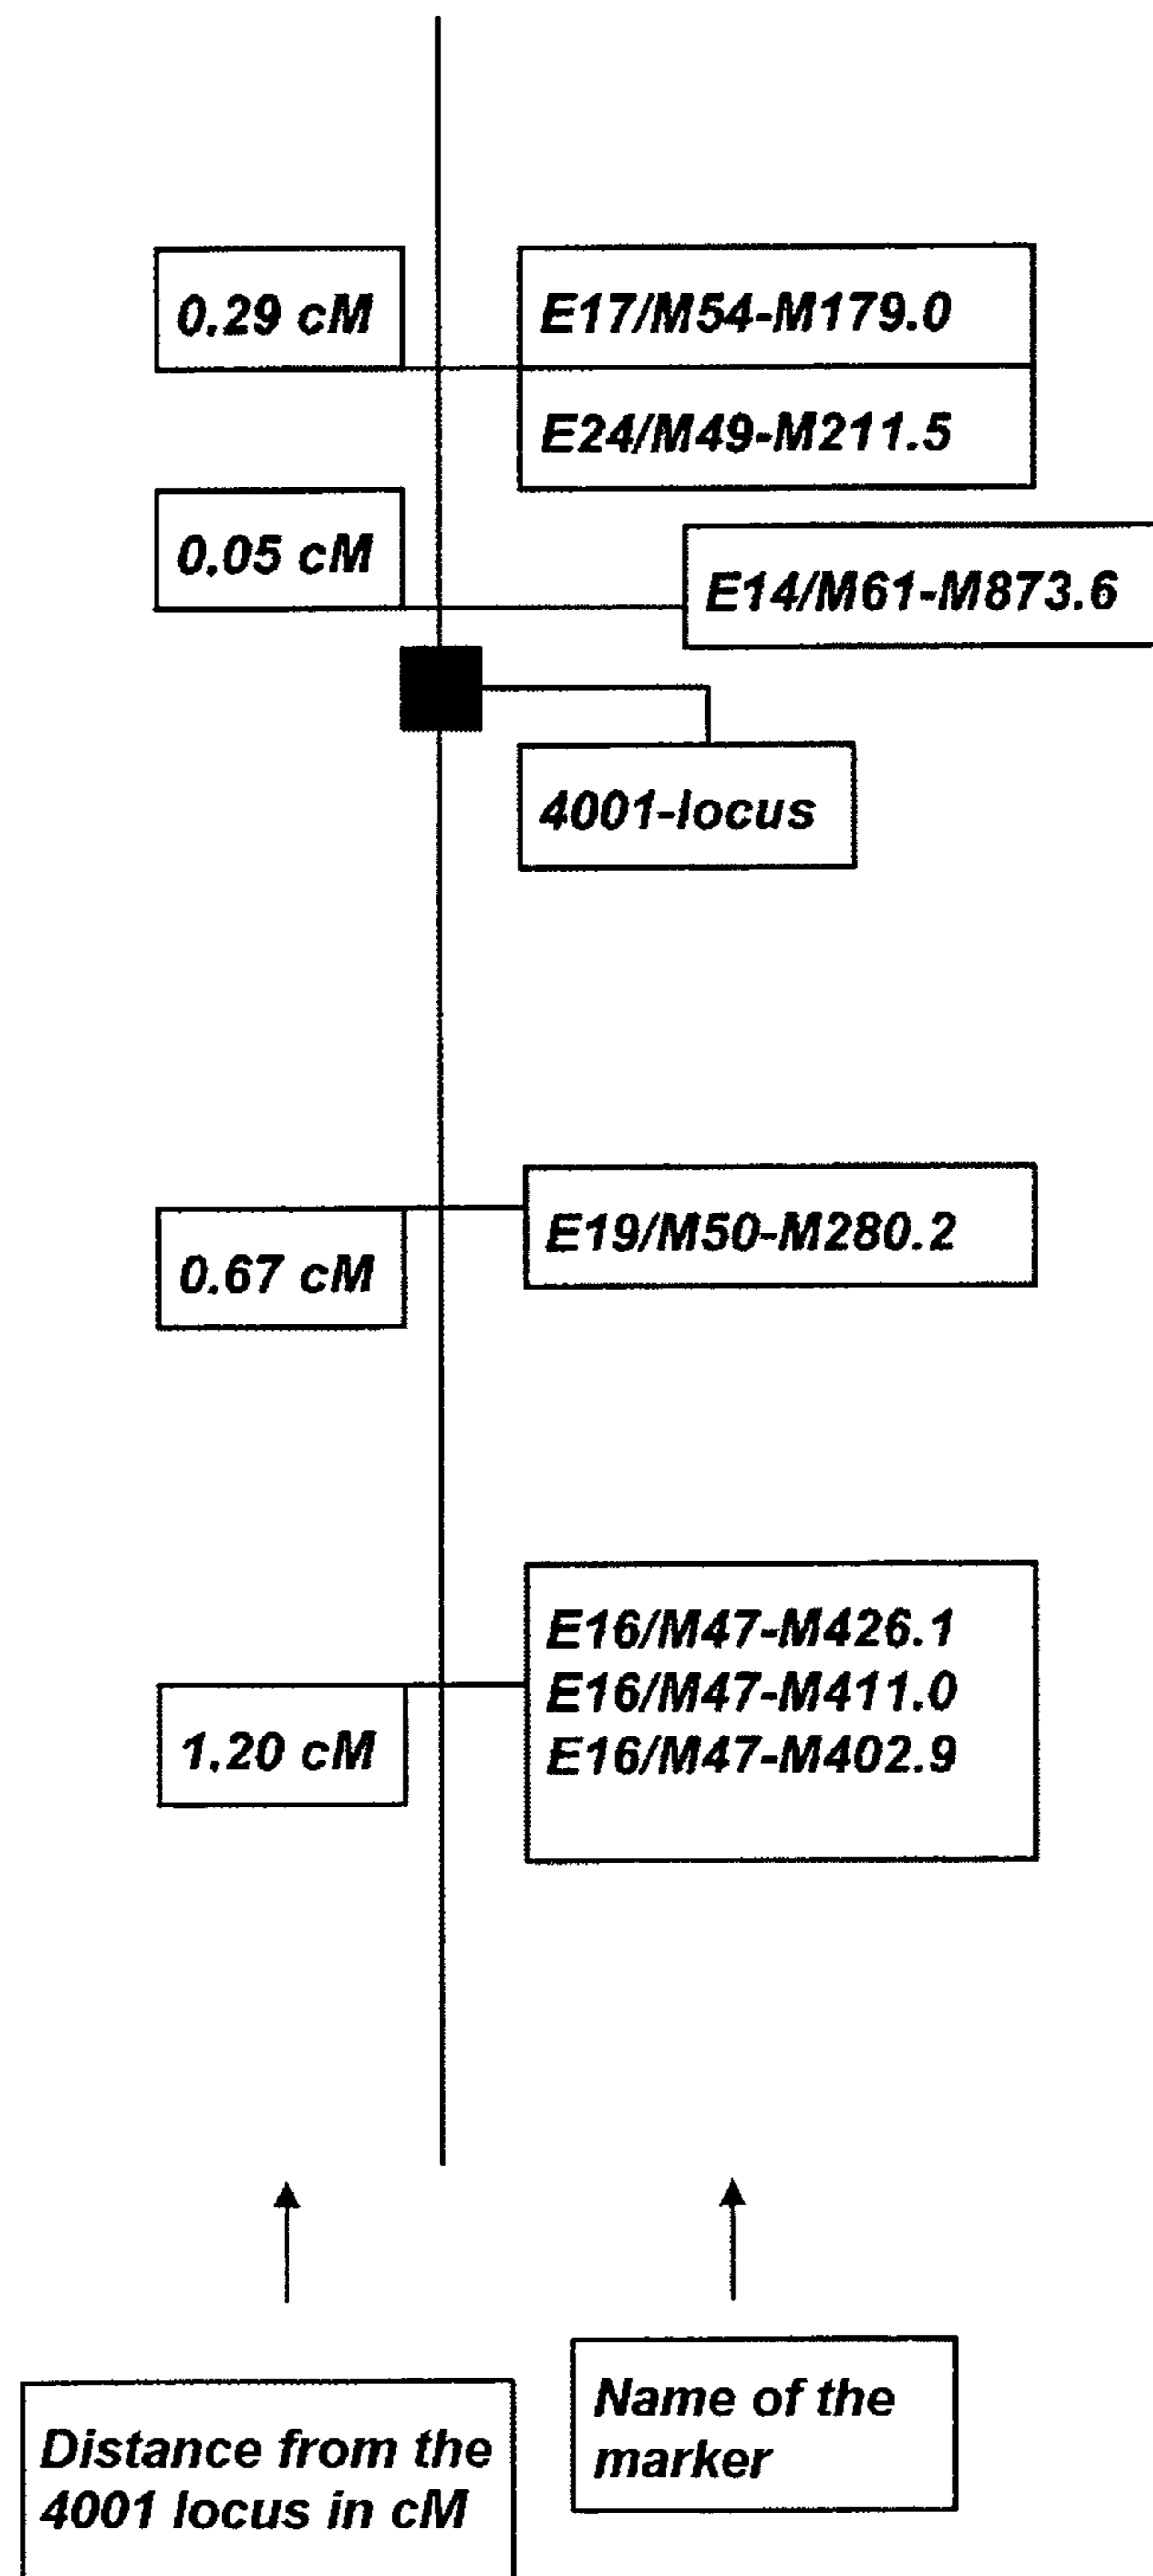 0.29 cM
E17/M54-M179.0
E24/M49-M211.5
0.05 cM
E14/M61-M873.6
4001-locus
E19/M50-M280.2
0.67 cM
E16/M47-M426.1
E16/M47-M411.0
E16/M47-M402.9
1.20 cM
Name of the
marker
Distance from the
4001 locus in cM